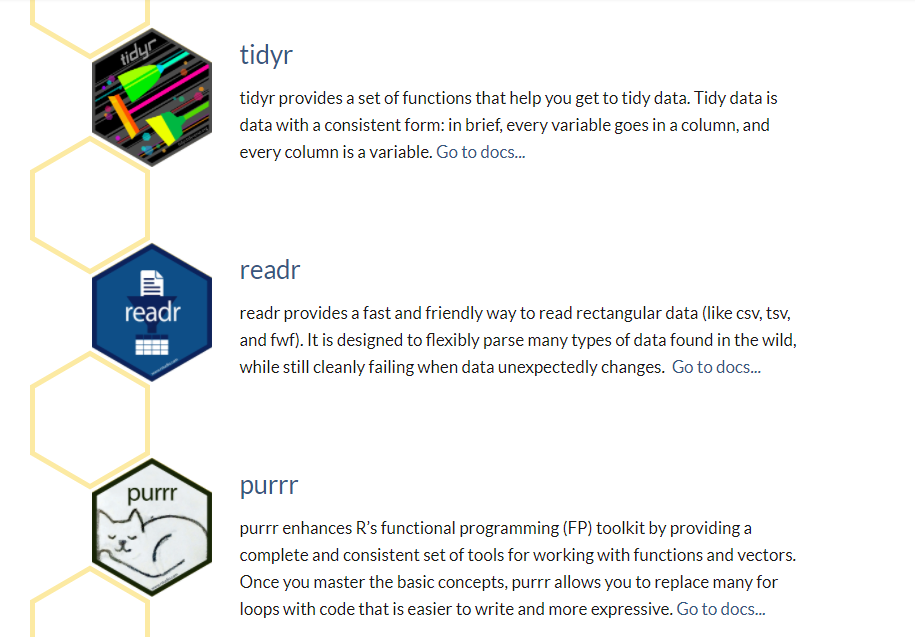 tidyr
tidyr
tidyr provides a set of functions that help you get to tidy data. Tidy data is
data with a consistent form: in brief, every variable goes in a column, and
every column is a variable. Go to docs...
readr
readr
readr provides a fast and friendly way to read rectangular data (like csv, tsv,
and fwf). It is designed to flexibly parse many types of data found in the wild,
while still cleanly failing when data unexpectedly changes. Go to docs...
purrr
purrr
purrr enhances R’s functional programming (FP) toolkit by providing a
complete and consistent set of tools for working with functions and vectors.
Once you master the basic concepts, purrr allows you to replace many for
loops with code that is easier to write and more expressive. Go to docs...